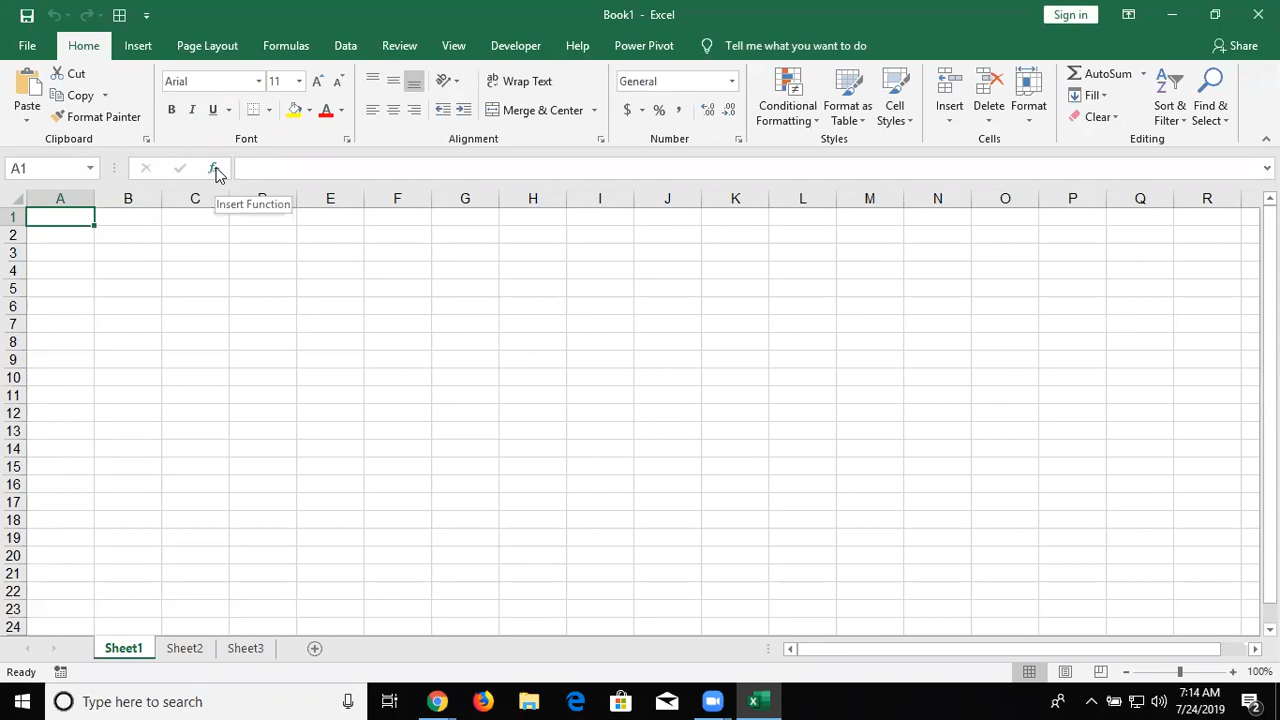 Book1 - Excel
Sign in
File Home Insert Page Layout Formulas Data Review View Developer Help Power Pivot Tell me what you want to do Share
Paste
Cut
Copy
Format Painter
Clipboard
Arial 11
B I U
Font
Wrap Text
Merge & Center
Alignment
General
$ % ,
Number
Conditional Formatting
Format as Table
Cell Styles
Styles
Insert Delete Format
Cells
AutoSum
Fill
Clear
Sort & Filter
Find & Select
Editing
A1
Insert Function
A B C E F G H I J K L M N O P Q R
1
2
3
4
5
6
7
8
9
10
11
12
13
14
15
16
17
18
19
20
21
22
23
24
Sheet1 Sheet2 Sheet3
Ready
100%
Type here to search
7:14 AM
7/24/2019
2